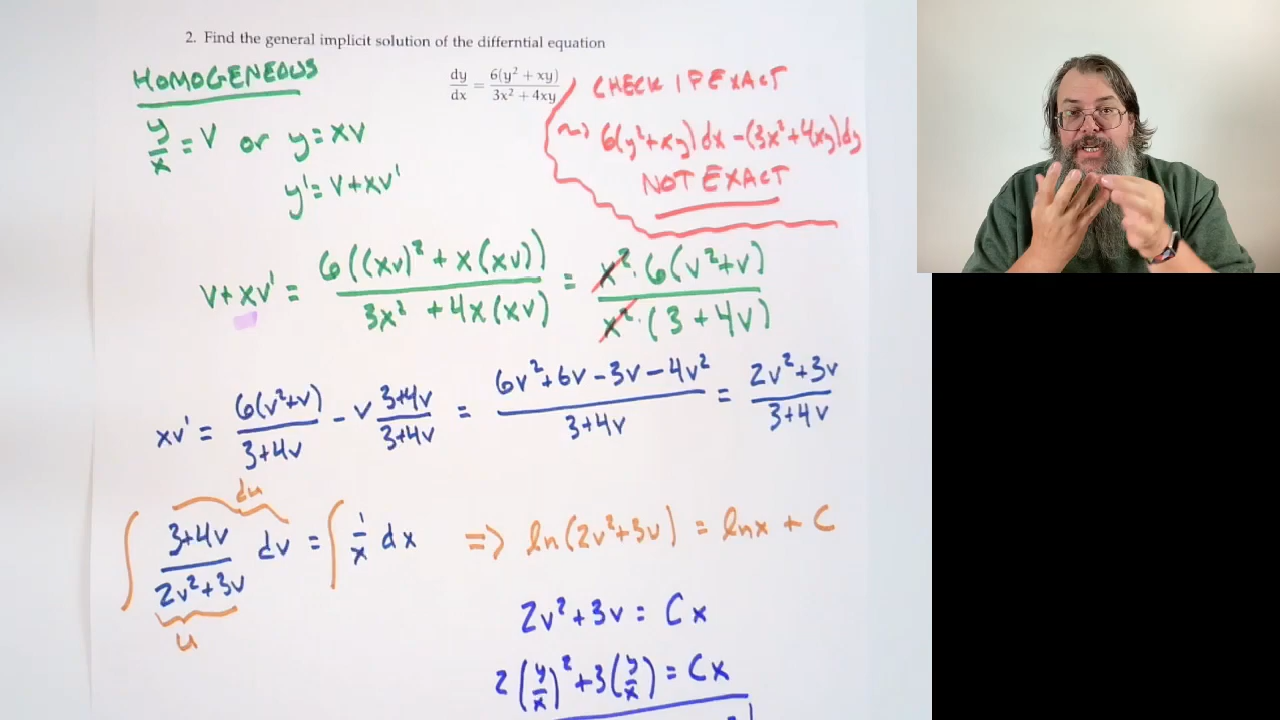 2. Find the general implicit solution of the differntial equation
dy/dx = 6(y² + xy)/(3x² + 4xy)
HOMOGENEOUS
y/x = v or y = xv
y' = v + xv'
CHECK IF EXACT
~> 6(y²+xy)dx - (3x²+4xy)dy
NOT EXACT
v + xv' = 6((xv)² + x(xv))/(3x² + 4x(xv)) = x²·6(v²+v)/(x²·(3+4v))
xv' = 6(v²+v)/(3+4v) - v (3+4v)/(3+4v) = (6v²+6v-3v-4v²)/(3+4v) = (2v²+3v)/(3+4v)
du
∫ (3+4v)/(2v²+3v) dv = ∫ 1/x dx => ln(2v²+3v) = lnx + C
u
2v²+3v = Cx
2(y/x)² + 3(y/x) = Cx